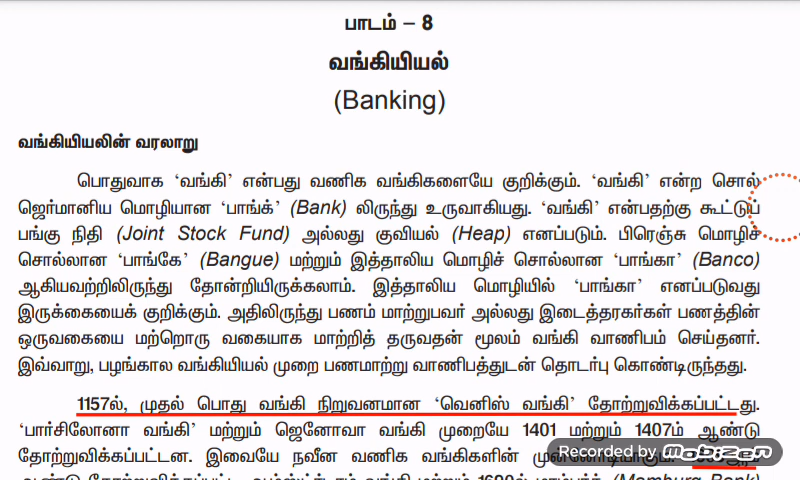 பாடம் – 8
வங்கியியல்
(Banking)
வங்கியியலின் வரலாறு
பொதுவாக ‘வங்கி’ என்பது வணிக வங்கிகளையே குறிக்கும். ‘வங்கி’ என்ற சொல்
ஜெர்மானிய மொழியான ‘பாங்க்’ (Bank) லிருந்து உருவாகியது. ‘வங்கி’ என்பதற்கு கூட்டுப்
பங்கு நிதி (Joint Stock Fund) அல்லது குவியல் (Heap) எனப்படும். பிரெஞ்சு மொழிச்
சொல்லான ‘பாங்கே’ (Bangue) மற்றும் இத்தாலிய மொழிச் சொல்லான ‘பாங்கா’ (Banco)
ஆகியவற்றிலிருந்து தோன்றியிருக்கலாம். இத்தாலிய மொழியில் ‘பாங்கா’ எனப்படுவது
இருக்கையைக் குறிக்கும். அதிலிருந்து பணம் மாற்றுபவர் அல்லது இடைத்தரகர்கள் பணத்தின்
ஒருவகையை மற்றொரு வகையாக மாற்றித் தருவதன் மூலம் வங்கி வாணிபம் செய்தனர்.
இவ்வாறு, பழங்கால வங்கியியல் முறை பணமாற்று வாணிபத்துடன் தொடர்பு கொண்டிருந்தது.
1157ல், முதல் பொது வங்கி நிறுவனமான ‘வெனிஸ் வங்கி’ தோற்றுவிக்கப்பட்டது.
‘பார்சிலோனா வங்கி’ மற்றும் ஜெனோவா வங்கி முறையே 1401 மற்றும் 1407ம் ஆண்டு
தோற்றுவிக்கப்பட்டன. இவையே நவீன வணிக வங்கிகளின்
Recorded by mobizen